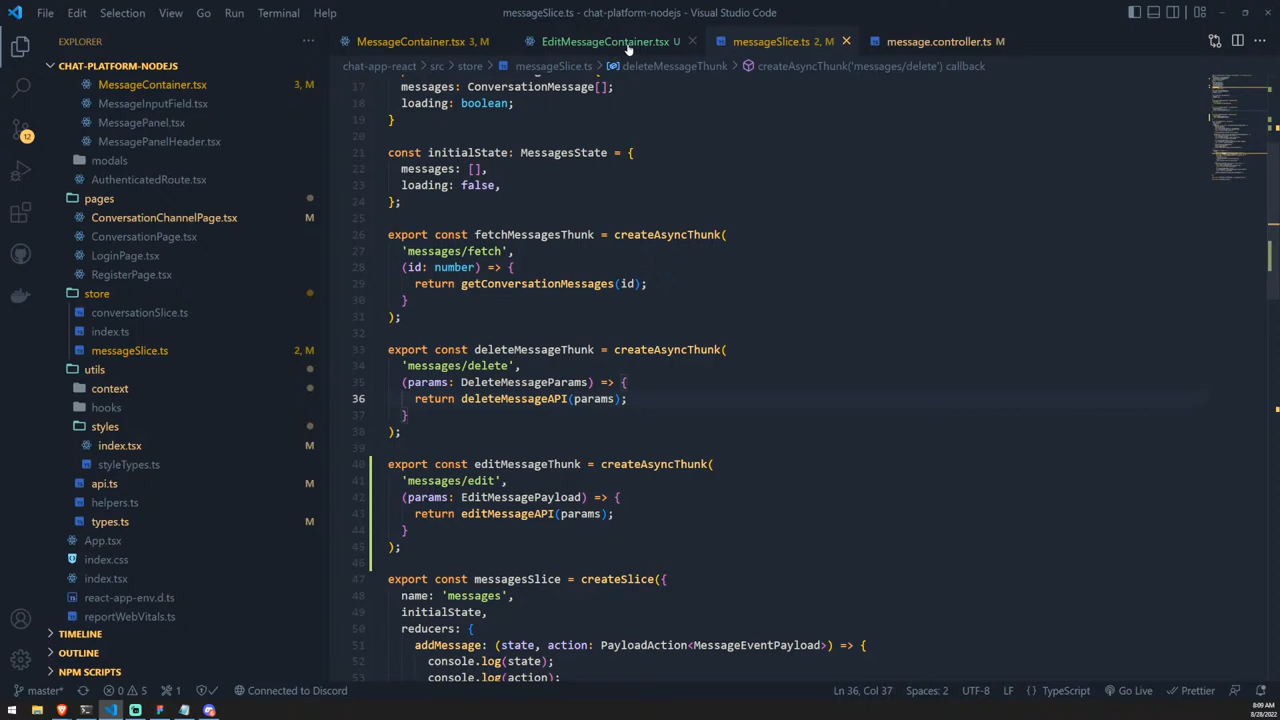 File Edit Selection View Go Run Terminal Help
messageSlice.ts - chat-platform-nodejs - Visual Studio Code
EXPLORER
CHAT-PLATFORM-NODEJS
MessageContainer.tsx 3, M
MessageInputField.tsx
MessagePanel.tsx
MessagePanelHeader.tsx
modals
AuthenticatedRoute.tsx
pages
ConversationChannelPage.tsx M
ConversationPage.tsx
LoginPage.tsx
RegisterPage.tsx
store
conversationSlice.ts
index.ts
messageSlice.ts 2, M
utils
context
hooks
styles
index.tsx M
styleTypes.ts
api.ts M
helpers.ts
types.ts M
App.tsx
index.css
index.tsx
react-app-env.d.ts
reportWebVitals.ts
TIMELINE
OUTLINE
NPM SCRIPTS
12
MessageContainer.tsx 3, M EditMessageContainer.tsx U messageSlice.ts 2, M message.controller.ts M
chat-app-react > src > store > messageSlice.ts > deleteMessageThunk > createAsyncThunk('messages/delete') callback
17 messages: ConversationMessage[];
18 loading: boolean;
19 }
20
21 const initialState: MessagesState = {
22 messages: [],
23 loading: false,
24 };
25
26 export const fetchMessagesThunk = createAsyncThunk(
27 'messages/fetch',
28 (id: number) => {
29 return getConversationMessages(id);
30 }
31 );
32
33 export const deleteMessageThunk = createAsyncThunk(
34 'messages/delete',
35 (params: DeleteMessageParams) => {
36 return deleteMessageAPI(params);
37 }
38 );
39
40 export const editMessageThunk = createAsyncThunk(
41 'messages/edit',
42 (params: EditMessagePayload) => {
43 return editMessageAPI(params);
44 }
45 );
46
47 export const messagesSlice = createSlice({
48 name: 'messages',
49 initialState,
50 reducers: {
51 addMessage: (state, action: PayloadAction<MessageEventPayload>) => {
52 console.log(state);
53 console.log(action);
master* 0 5 1 Connected to Discord Ln 36, Col 37 Spaces: 2 UTF-8 LF {} TypeScript Go Live Prettier
8:09 AM
8/28/2022